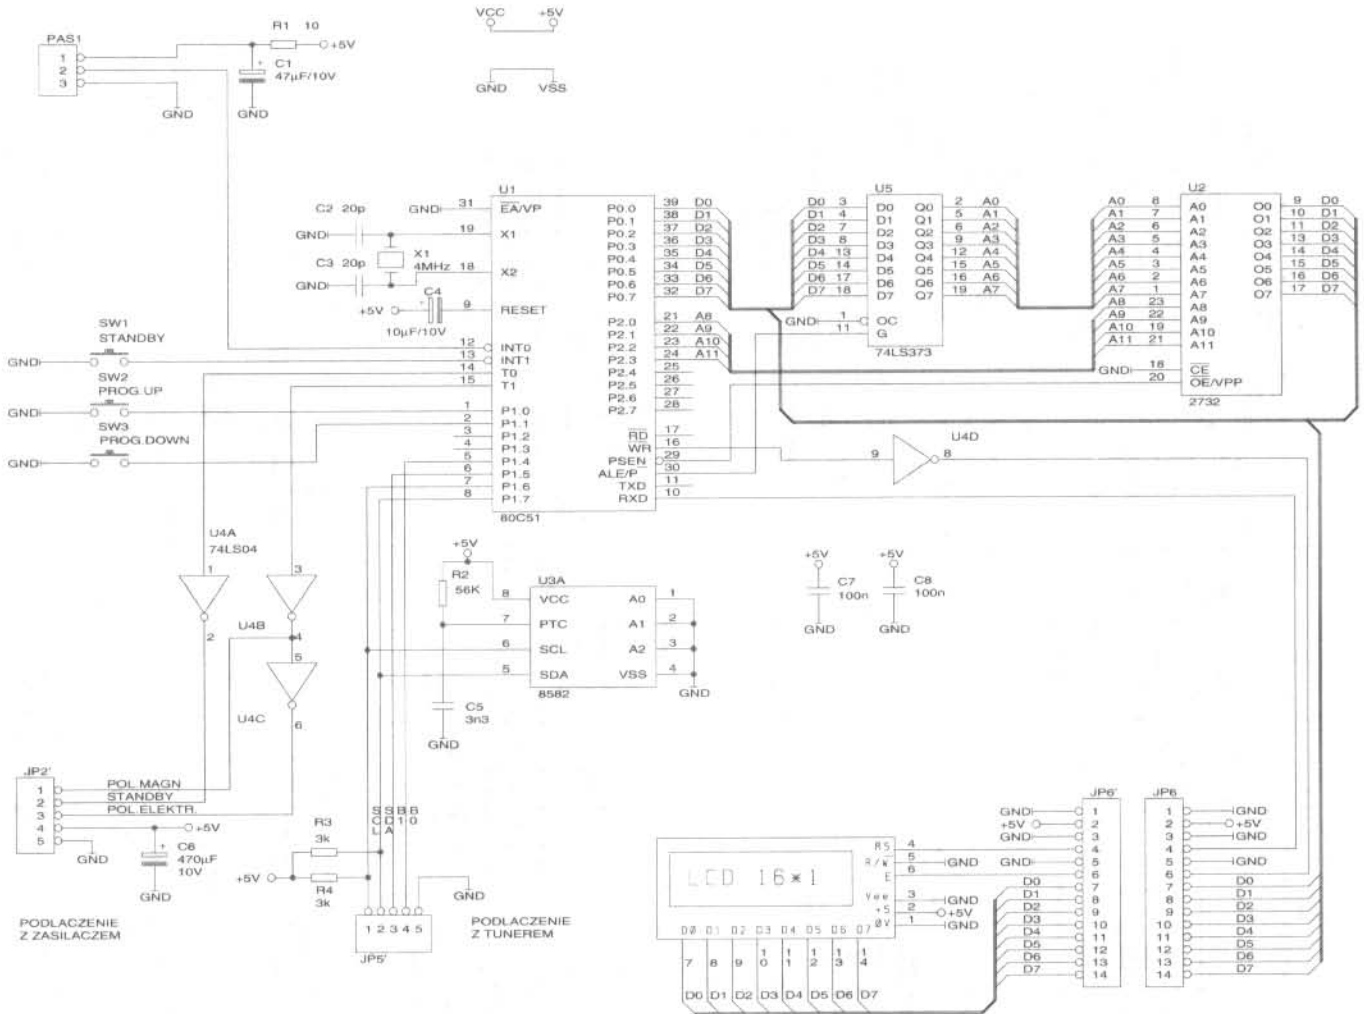 VCC +5V
R1 10
+5V
PAS1
1
2
3
C1
47µF/10V
GND
GND
GND VSS
U1
31 EA/VP
19 X1
18 X2
9 RESET
12 INT0
13 INT1
14 T0
15 T1
1 P1.0
2 P1.1
3 P1.2
4 P1.3
5 P1.4
6 P1.5
7 P1.6
8 P1.7
P0.0 39 D0
P0.1 38 D1
P0.2 37 D2
P0.3 36 D3
P0.4 35 D4
P0.5 34 D5
P0.6 33 D6
P0.7 32 D7
P2.0 21 A8
P2.1 22 A9
P2.2 23 A10
P2.3 24 A11
P2.4 25
P2.5 26
P2.6 27
P2.7 28
RD 17
WR 16
PSEN 29
ALE/P 30
TXD 11
RXD 10
80C51
GND
C2 20p
GND
X1
4MHz
C3 20p
GND
C4
+5V
10µF/10V
SW1
STANDBY
GND
SW2
PROG.UP
GND
SW3
PROG.DOWN
GND
U5
D0 3 D0 Q0 2 A0
D1 4 D1 Q1 5 A1
D2 7 D2 Q2 6 A2
D3 8 D3 Q3 9 A3
D4 13 D4 Q4 12 A4
D5 14 D5 Q5 15 A5
D6 17 D6 Q6 16 A6
D7 18 D7 Q7 19 A7
GND 1 OC
11 G
74LS373
U2
A0 8 A0 O0 9 D0
A1 7 A1 O1 10 D1
A2 6 A2 O2 11 D2
A3 5 A3 O3 13 D3
A4 4 A4 O4 14 D4
A5 3 A5 O5 15 D5
A6 2 A6 O6 16 D6
A7 1 A7 O7 17 D7
A8 23 A8
A9 22 A9
A10 19 A10
A11 21 A11
GND 18 CE
20 OE/VPP
2732
U4D
9 8
U4A
74LS04
1 3
2
U4B
4
5
U4C
6
+5V
R2
56K
U3A
8 VCC A0 1
7 PTC A1 2
6 SCL A2 3
5 SDA VSS 4
8582
GND
C5
3n3
GND
+5V +5V
C7
100n
C8
100n
GND GND
JP2'
1 POL.MAGN
2 STANDBY
3 POL.ELEKTR.
4 +5V
5 GND
C6
470µF
10V
GND
PODLACZENIE
Z ZASILACZEM
SCL SDA B1 B0
R3
3k
+5V
R4
3k
GND
1 2 3 4 5
JP5'
PODLACZENIE
Z TUNEREM
LCD 16*1
RS 4
R/W 5 GND
E 6
Vee 3 GND
+5 2 +5V
0V 1 GND
D0 D1 D2 D3 D4 D5 D6 D7
7 8 9 10 11 12 13 14
D0 D1 D2 D3 D4 D5 D6 D7
JP6'
GND 1
+5V 2
GND 3
4
GND 5
6
D0 7
D1 8
D2 9
D3 10
D4 11
D5 12
D6 13
D7 14
JP6
1 GND
2 +5V
3 GND
4
5 GND
6
7 D0
8 D1
9 D2
10 D3
11 D4
12 D5
13 D6
14 D7